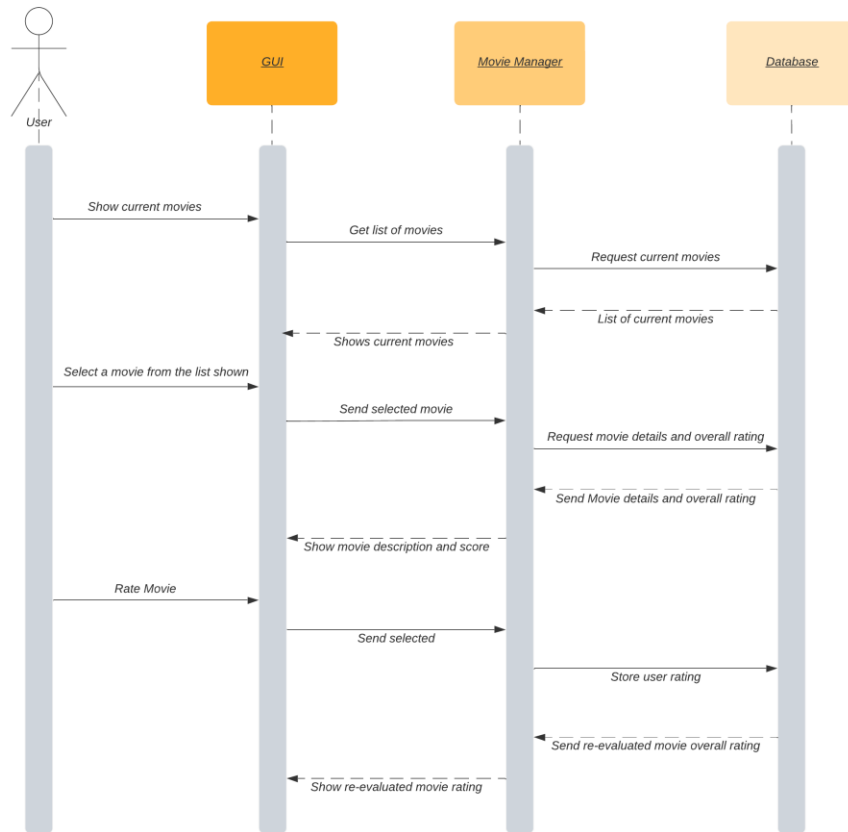 GUI
Movie Manager
Database
User
Show current movies
Get list of movies
Request current movies
List of current movies
Shows current movies
Select a movie from the list shown
Send selected movie
Request movie details and overall rating
Send Movie details and overall rating
Show movie description and score
Rate Movie
Send selected
Store user rating
Send re-evaluated movie overall rating
Show re-evaluated movie rating